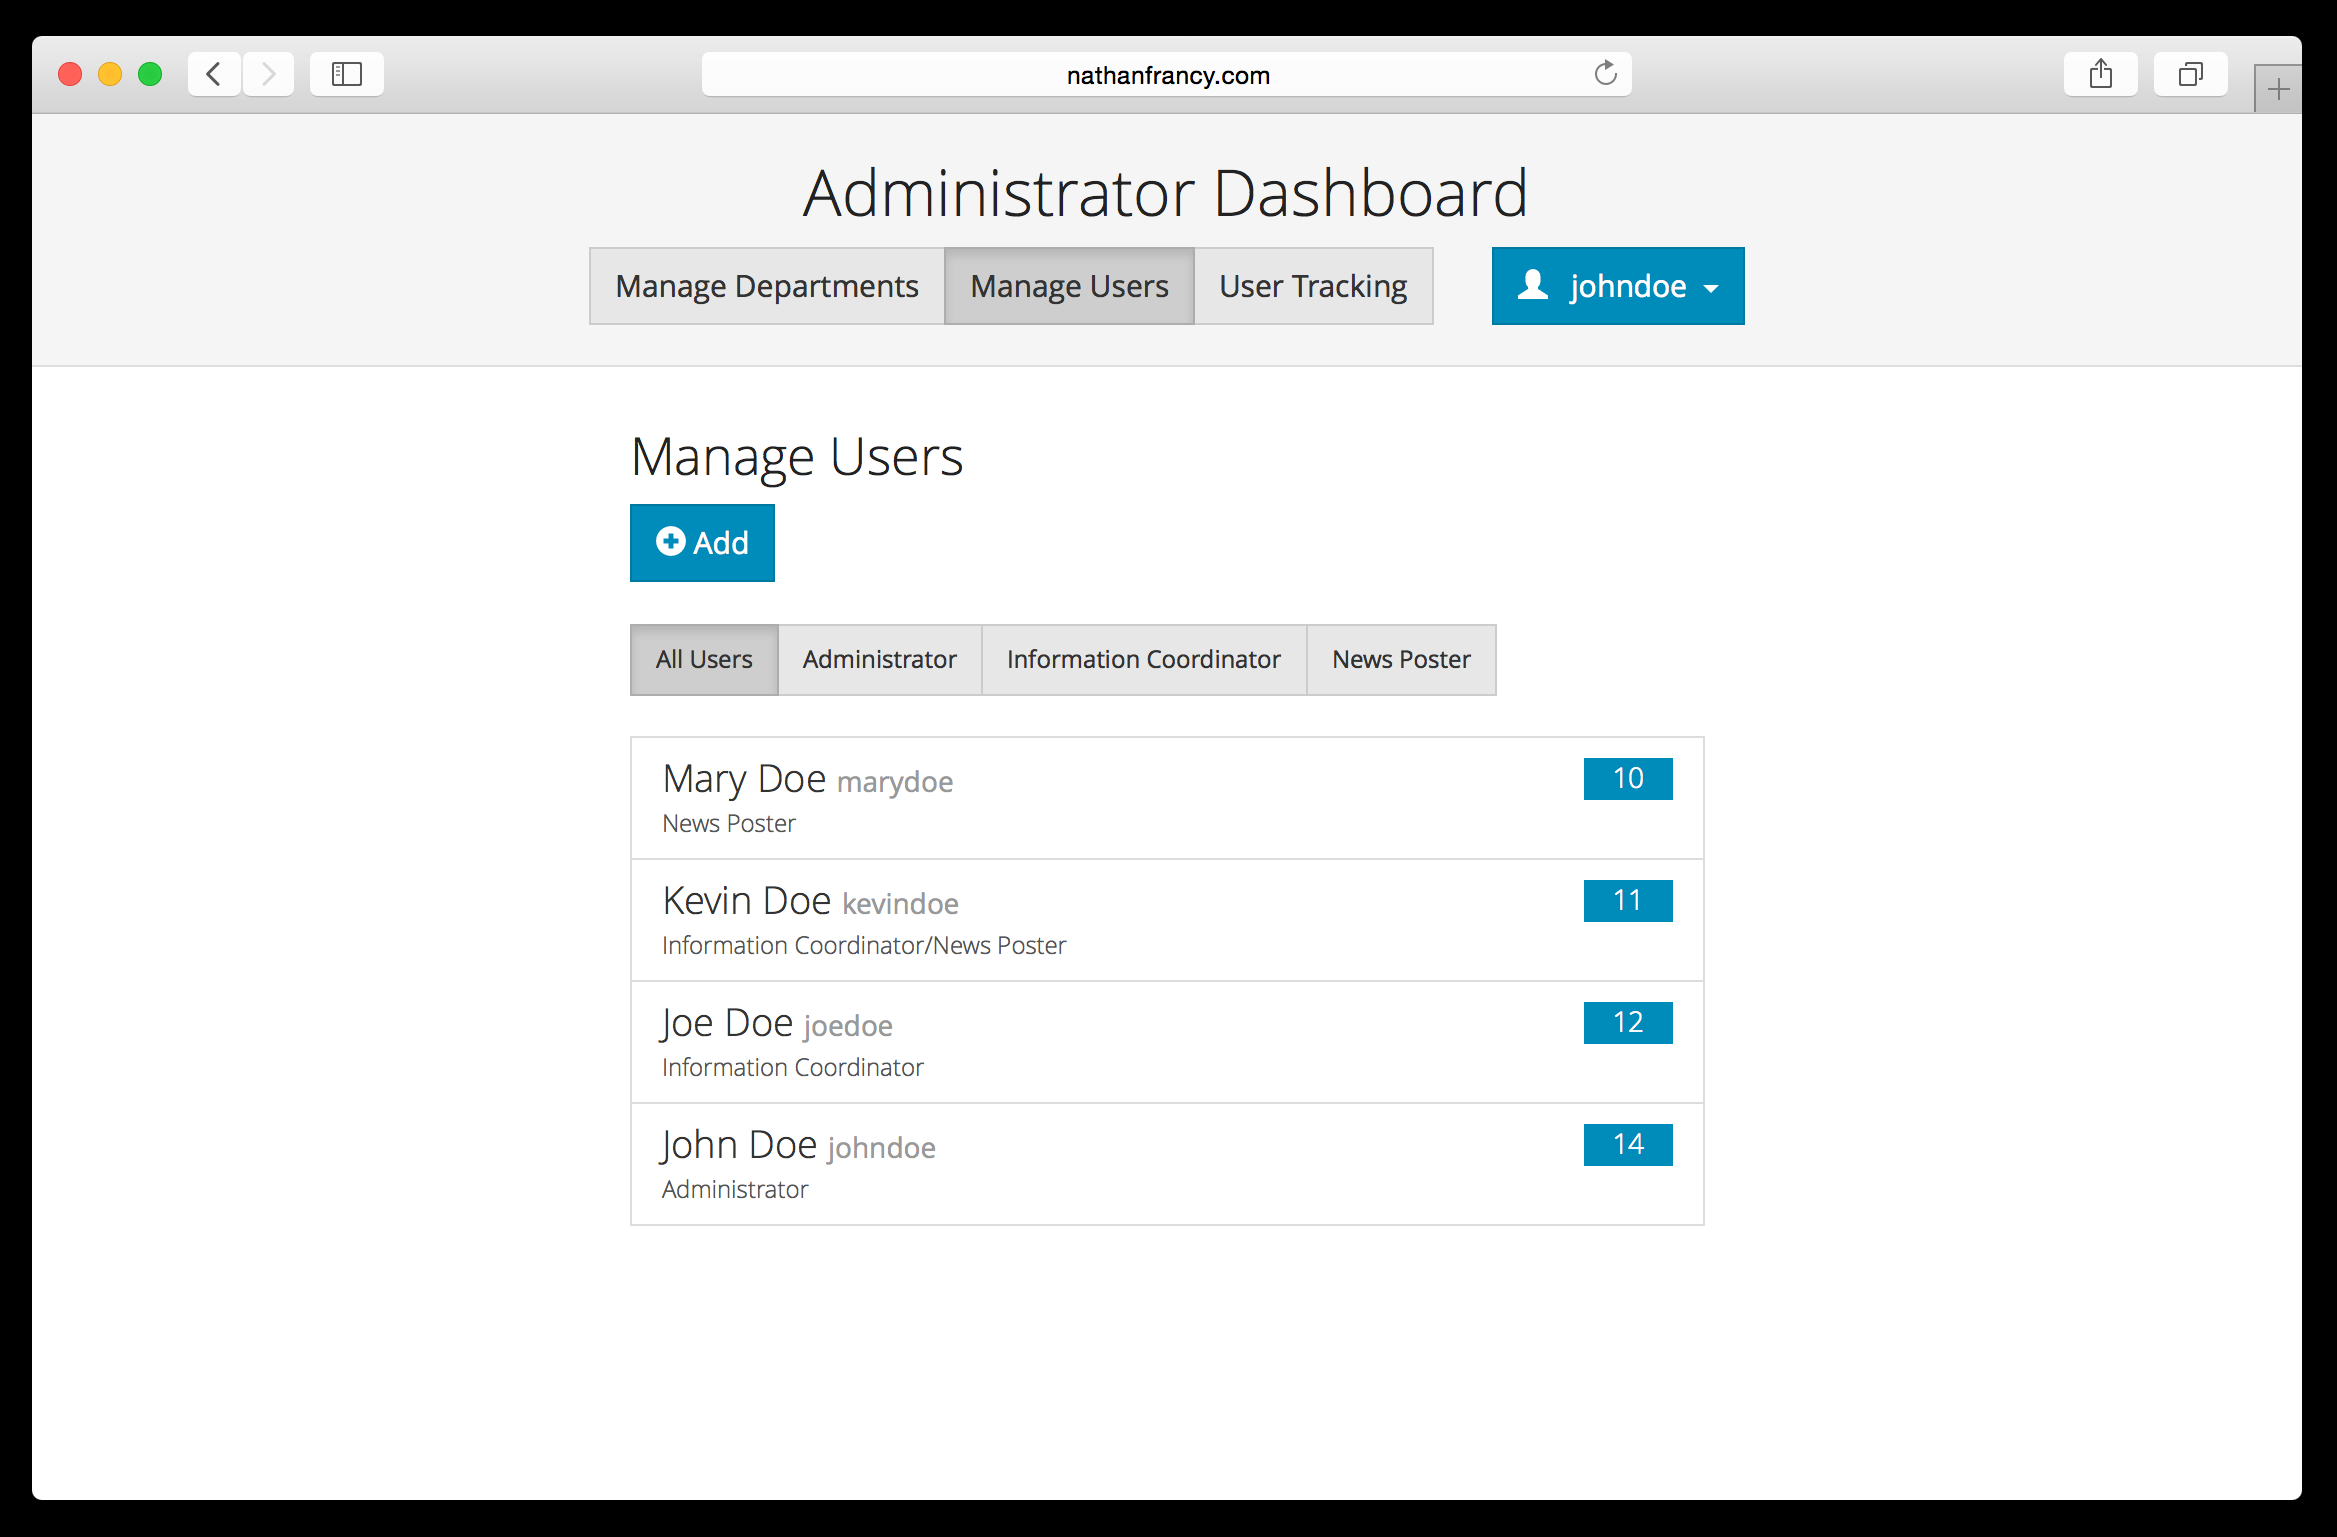 nathanfrancy.com
Administrator Dashboard
Manage Departments Manage Users User Tracking johndoe
Manage Users
Add
All Users Administrator Information Coordinator News Poster
Mary Doe marydoe 10
News Poster
Kevin Doe kevindoe 11
Information Coordinator/News Poster
Joe Doe joedoe 12
Information Coordinator
John Doe johndoe 14
Administrator